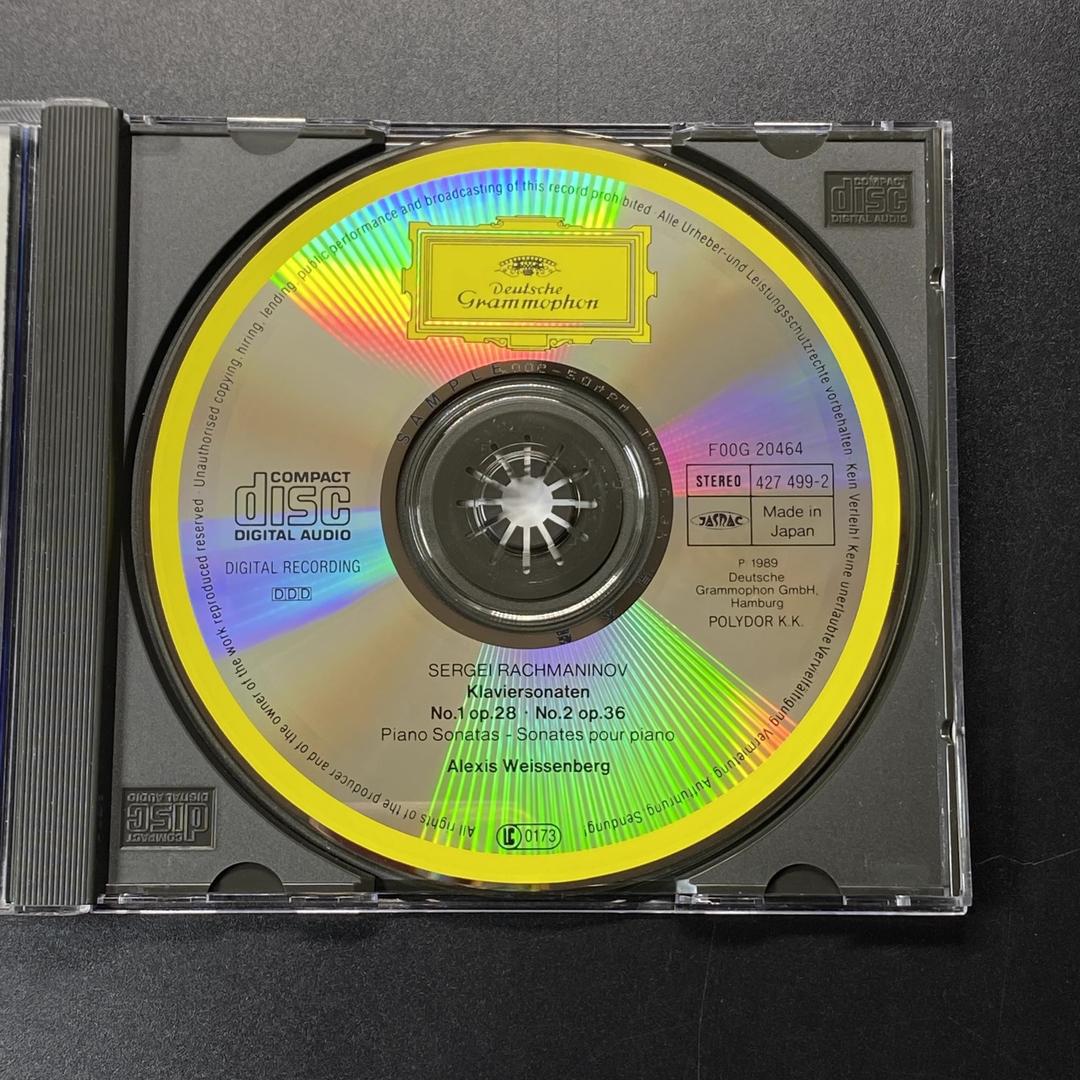 COMPACT
disc
DIGITAL AUDIO
All rights of the producer and of the owner of the work reproduced reserved · Unauthorised copying, hiring, lending, public performance and broadcasting of this record prohibited · Alle Urheber- und Leistungsschutzrechte vorbehalten · Kein Verleih! Keine unerlaubte Vervielfältigung, Vermietung, Aufführung, Sendung!
Deutsche
Grammophon
SAMPLE
F00G 20464
STEREO 427 499-2
JASRAC
Made in
Japan
COMPACT
disc
DIGITAL AUDIO
DIGITAL RECORDING
DDD
P 1989
Deutsche
Grammophon GmbH,
Hamburg
POLYDOR K.K.
SERGEI RACHMANINOV
Klaviersonaten
No.1 op.28 · No.2 op.36
Piano Sonatas - Sonates pour piano
Alexis Weissenberg
LC 0173
COMPACT
disc
DIGITAL AUDIO